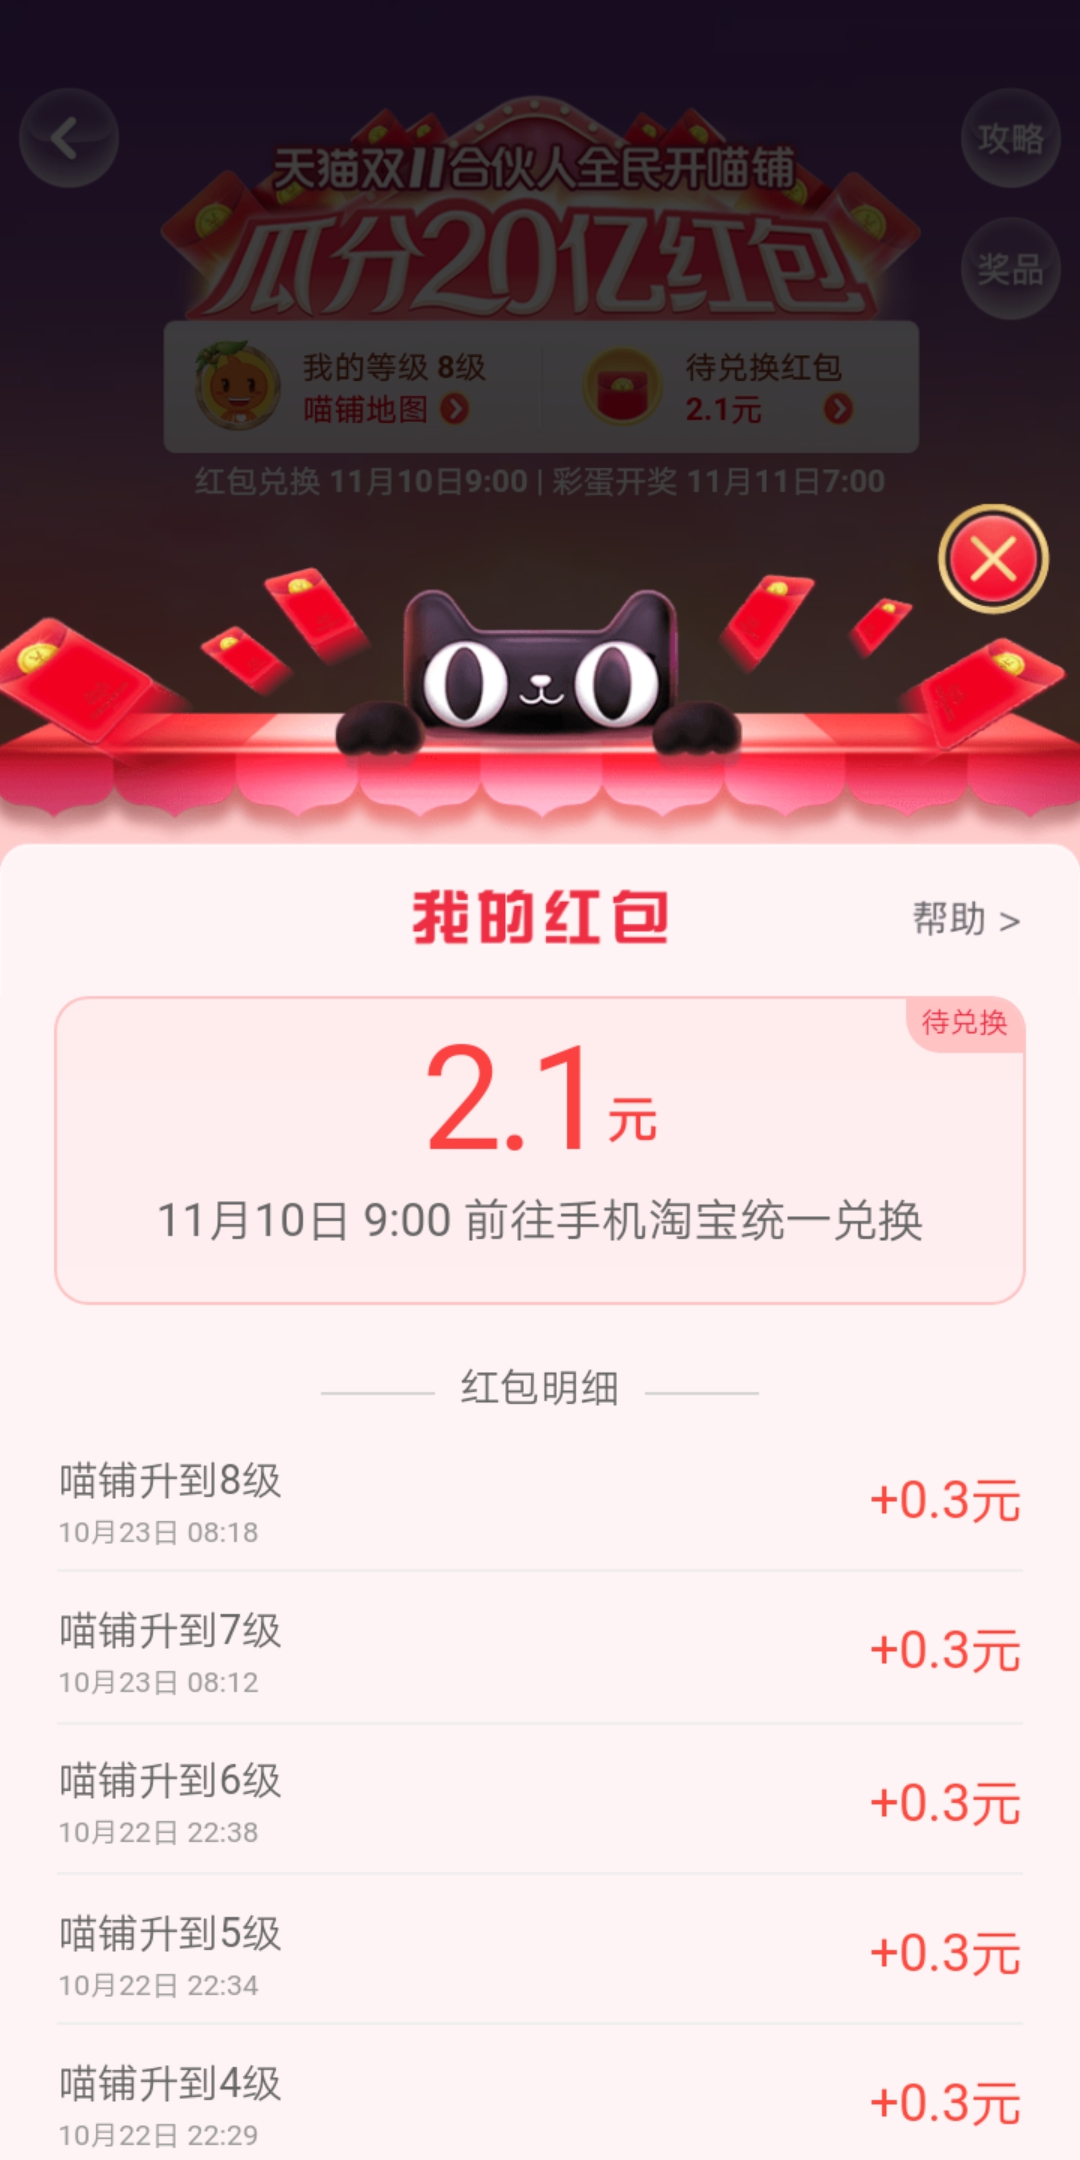 攻略
天猫双11合伙人全民开喵铺
瓜分20亿红包
奖品
我的等级 8级
喵铺地图
待兑换红包
2.1元
红包兑换 11月10日9:00 | 彩蛋开奖 11月11日7:00
我的红包
帮助 >
待兑换
2.1元
11月10日 9:00 前往手机淘宝统一兑换
红包明细
喵铺升到8级
10月23日 08:18
+0.3元
喵铺升到7级
10月23日 08:12
+0.3元
喵铺升到6级
10月22日 22:38
+0.3元
喵铺升到5级
10月22日 22:34
+0.3元
喵铺升到4级
10月22日 22:29
+0.3元